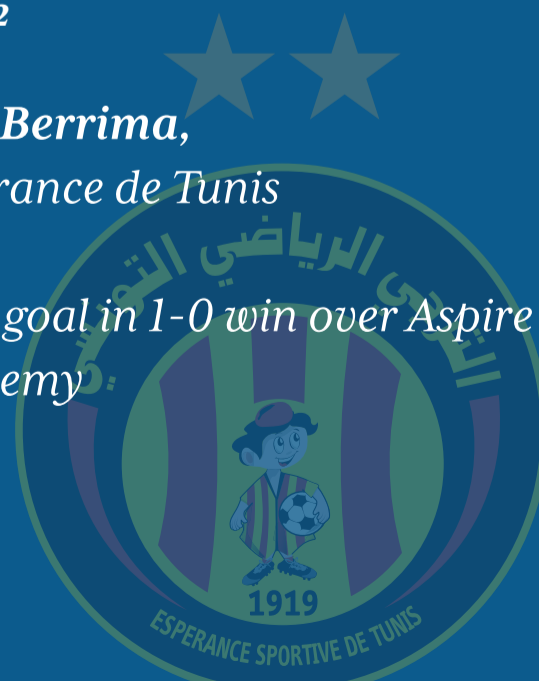 2
Berrima,
rance de Tunis
goal in 1-0 win over Aspire
emy
الترجي الرياضي التونسي
1919
ESPERANCE SPORTIVE DE TUNIS